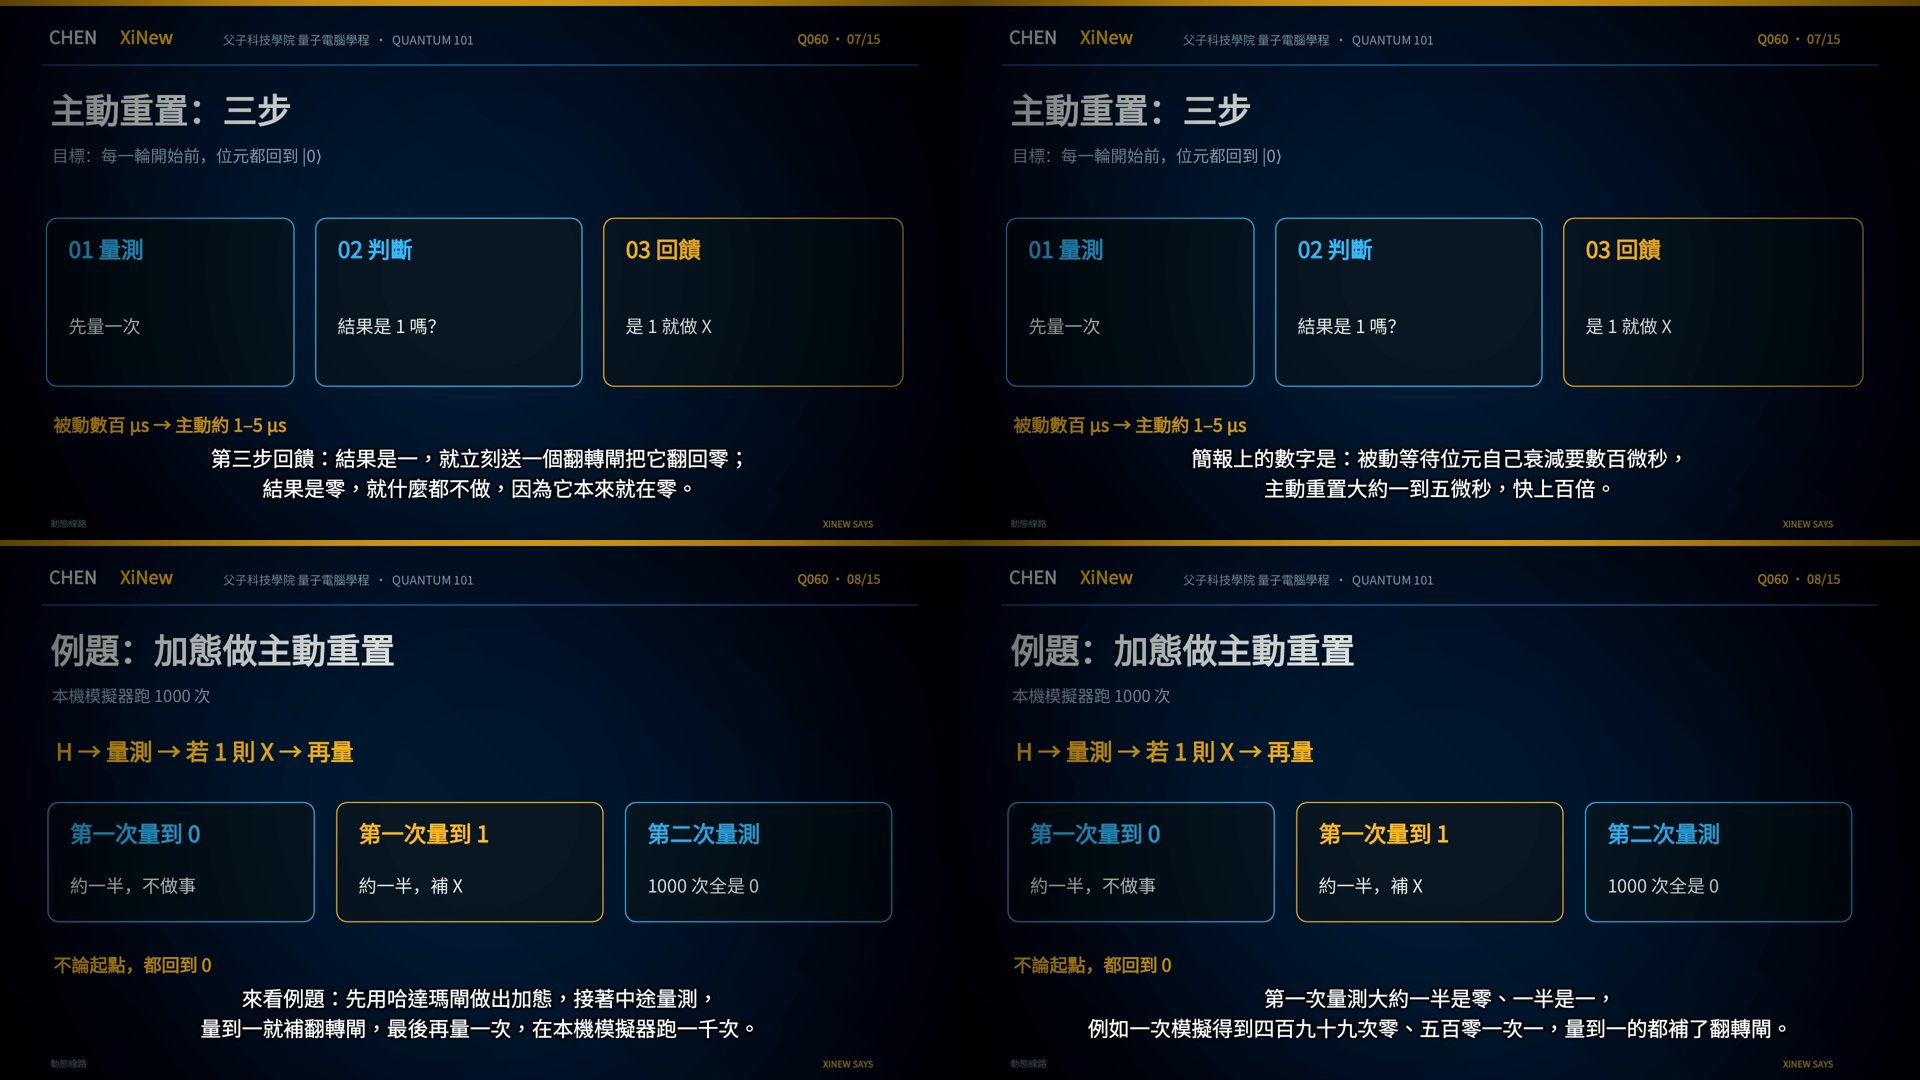 CHEN XiNew 父子科技學院 量子電腦學程 · QUANTUM 101 Q060 · 07/15
主動重置：三步
目標：每一輪開始前，位元都回到 |0⟩
01 量測 02 判斷 03 回饋
先量一次 結果是 1 嗎？ 是 1 就做 X
被動數百 µs → 主動約 1–5 µs
第三步回饋：結果是一，就立刻送一個翻轉閘把它翻回零；
結果是零，就什麼都不做，因為它本來就在零。
動態線路 XINEW SAYS
CHEN XiNew 父子科技學院 量子電腦學程 · QUANTUM 101 Q060 · 07/15
主動重置：三步
目標：每一輪開始前，位元都回到 |0⟩
01 量測 02 判斷 03 回饋
先量一次 結果是 1 嗎？ 是 1 就做 X
被動數百 µs → 主動約 1–5 µs
簡報上的數字是：被動等待位元自己衰減要數百微秒，
主動重置大約一到五微秒，快上百倍。
動態線路 XINEW SAYS
CHEN XiNew 父子科技學院 量子電腦學程 · QUANTUM 101 Q060 · 08/15
例題：加態做主動重置
本機模擬器跑 1000 次
H → 量測 → 若 1 則 X → 再量
第一次量到 0 第一次量到 1 第二次量測
約一半，不做事 約一半，補 X 1000 次全是 0
不論起點，都回到 0
來看例題：先用哈達瑪閘做出加態，接著中途量測，
量到一就補翻轉閘，最後再量一次，在本機模擬器跑一千次。
動態線路 XINEW SAYS
CHEN XiNew 父子科技學院 量子電腦學程 · QUANTUM 101 Q060 · 08/15
例題：加態做主動重置
本機模擬器跑 1000 次
H → 量測 → 若 1 則 X → 再量
第一次量到 0 第一次量到 1 第二次量測
約一半，不做事 約一半，補 X 1000 次全是 0
不論起點，都回到 0
第一次量測大約一半是零、一半是一，
例如一次模擬得到四百九十九次零、五百零一次一，量到一的都補了翻轉閘。
動態線路 XINEW SAYS